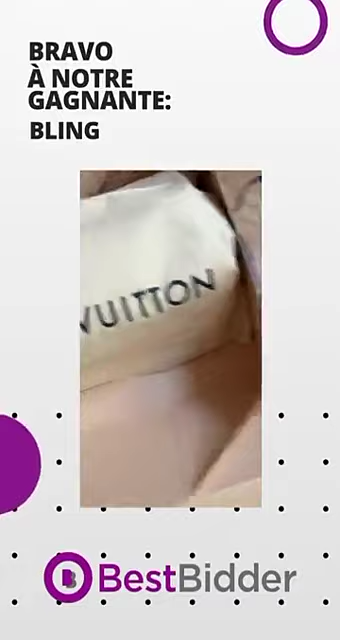 BRAVO
À NOTRE
GAGNANTE:
BLING
VUITTON
B
BestBidder